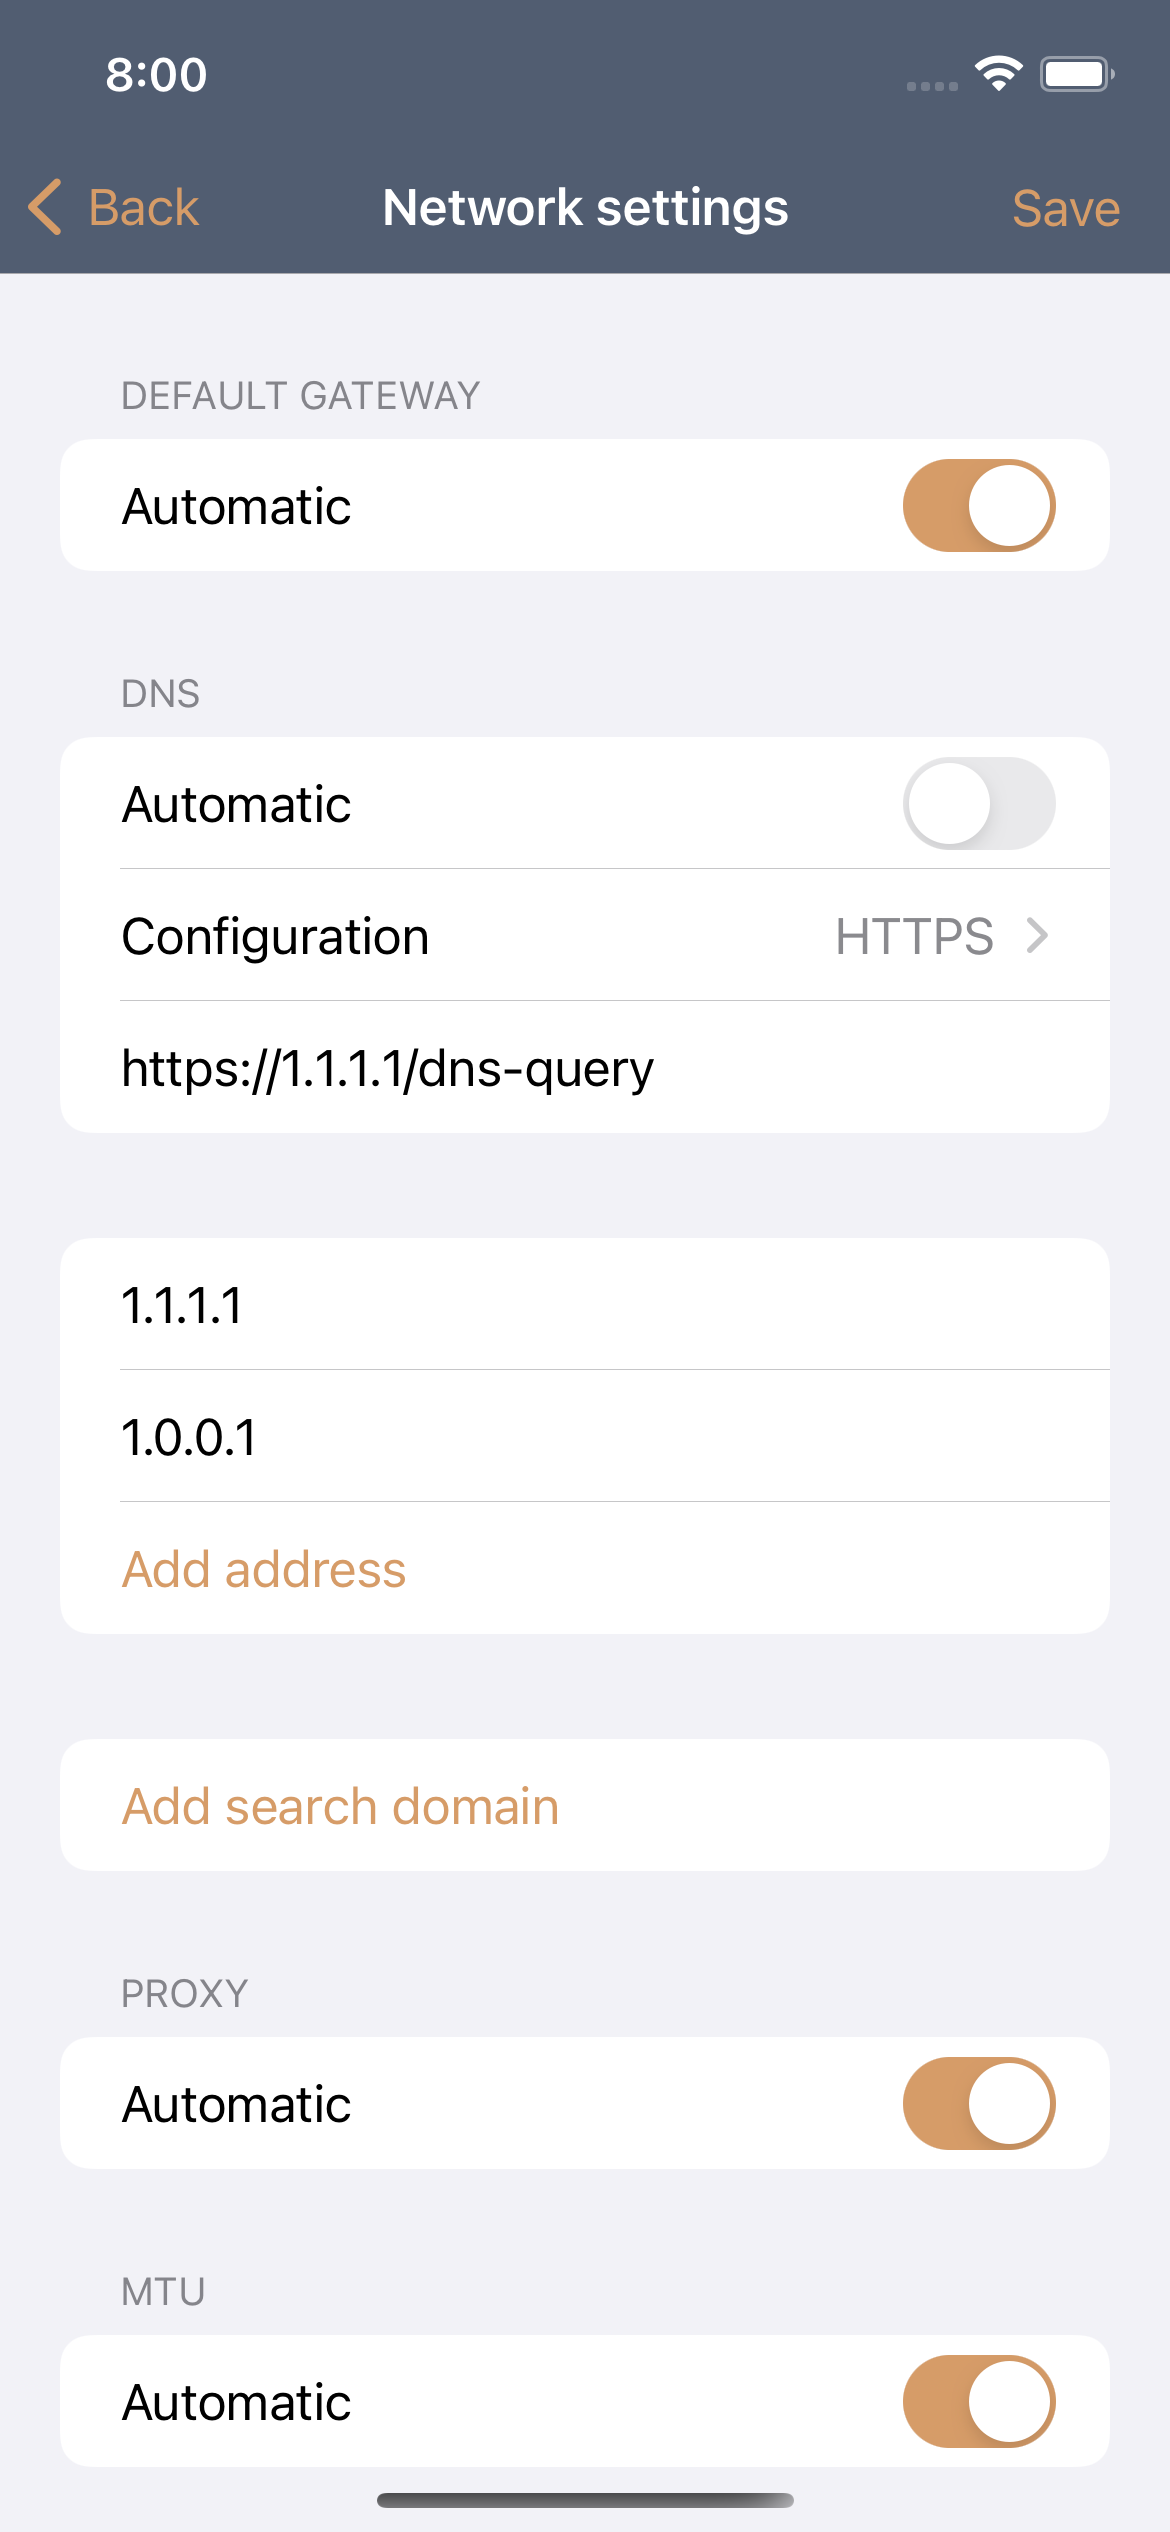 8:00
Back
Network settings
Save
DEFAULT GATEWAY
Automatic
DNS
Automatic
Configuration
HTTPS
https://1.1.1.1/dns-query
1.1.1.1
1.0.0.1
Add address
Add search domain
PROXY
Automatic
MTU
Automatic